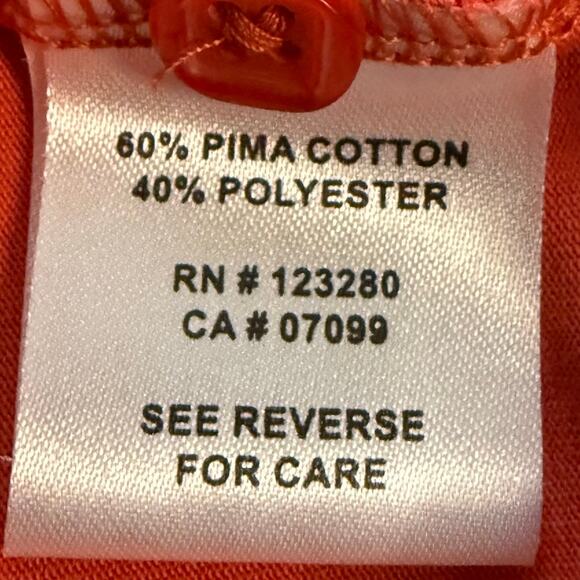 60% PIMA COTTON
40% POLYESTER
RN # 123280
CA # 07099
SEE REVERSE
FOR CARE